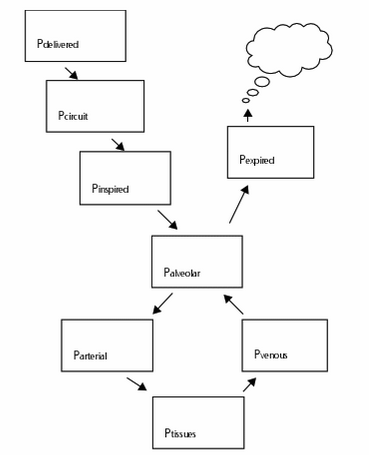 Pdelivered
Pcircuit
Pinspired
Pexpired
Palveolar
Parterial
Pvenous
Ptissues